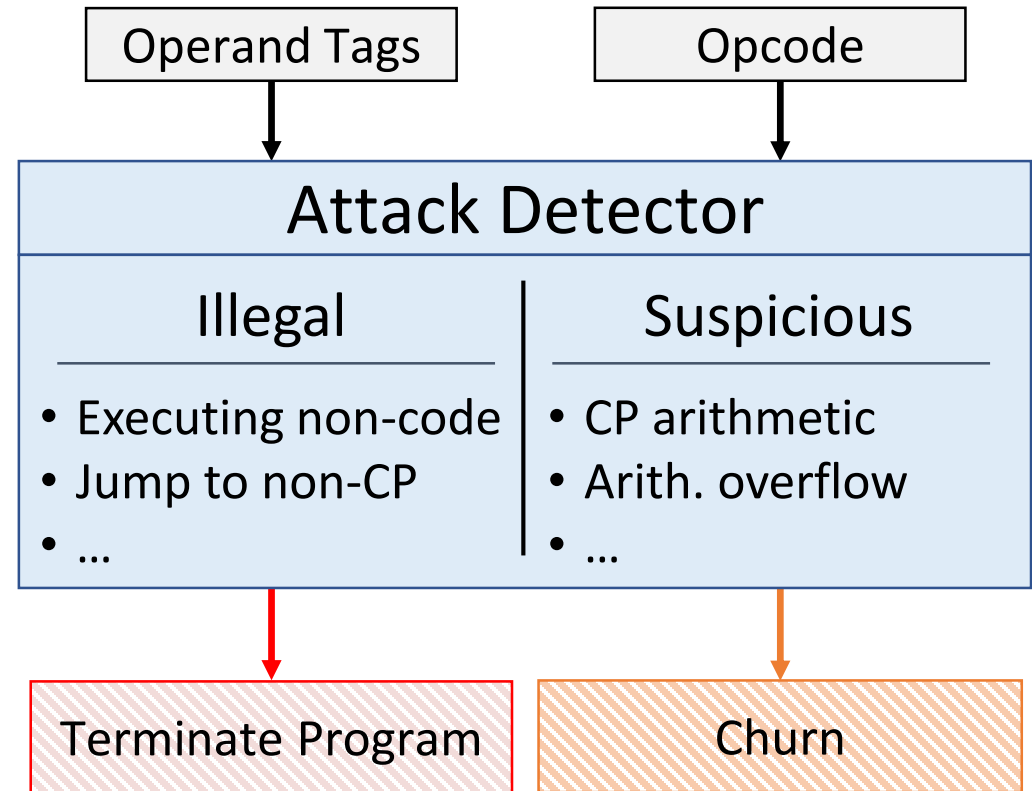 Operand Tags
Opcode
Attack Detector
Illegal
• Executing non-code
• Jump to non-CP
• ...
Suspicious
• CP arithmetic
• Arith. overflow
• ...
Terminate Program
Churn